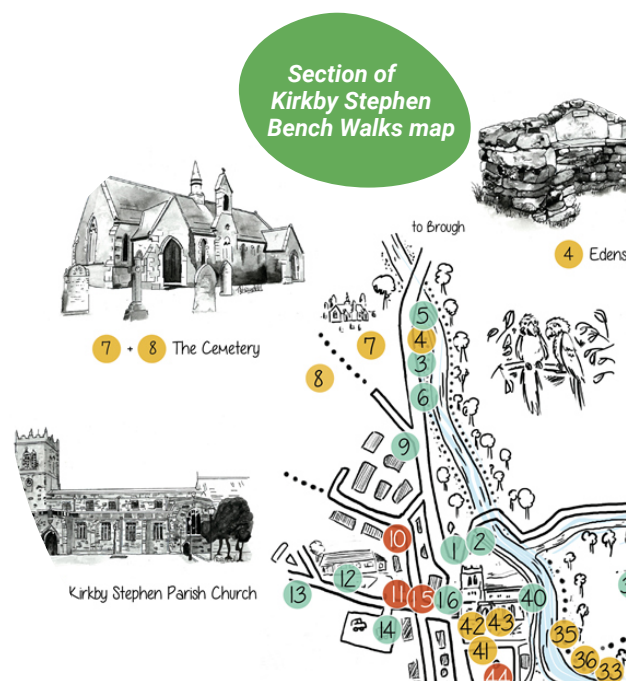 Section of
Kirkby Stephen
Bench Walks map
to Brough
4 Edens
7 + 8 The Cemetery
5
4
3
7
8
6
9
10
1 2
12
13
11 15 16
40
14
42 43
35
41
36
33
44
Kirkby Stephen Parish Church